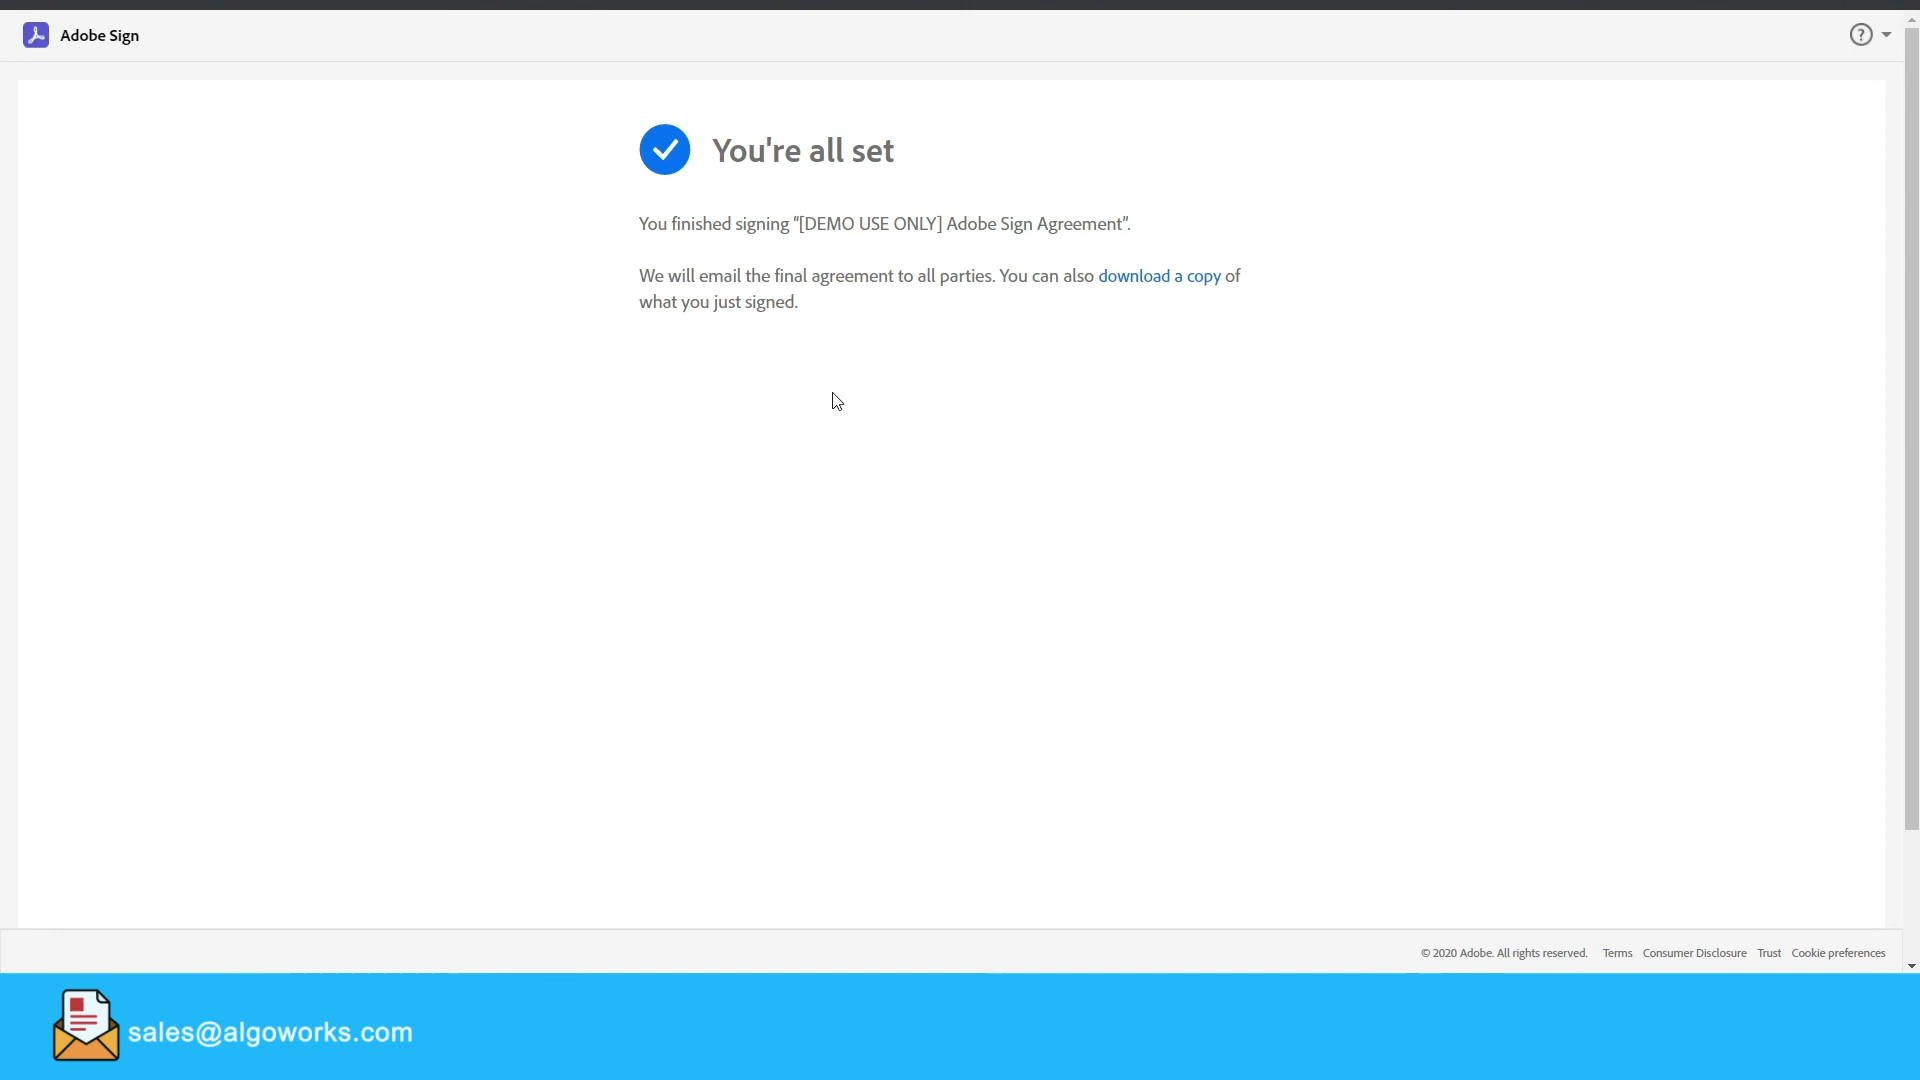 Adobe Sign
?
You're all set
You finished signing “[DEMO USE ONLY] Adobe Sign Agreement”.
We will email the final agreement to all parties. You can also download a copy of
what you just signed.
© 2020 Adobe. All rights reserved. Terms Consumer Disclosure Trust Cookie preferences
sales@algoworks.com